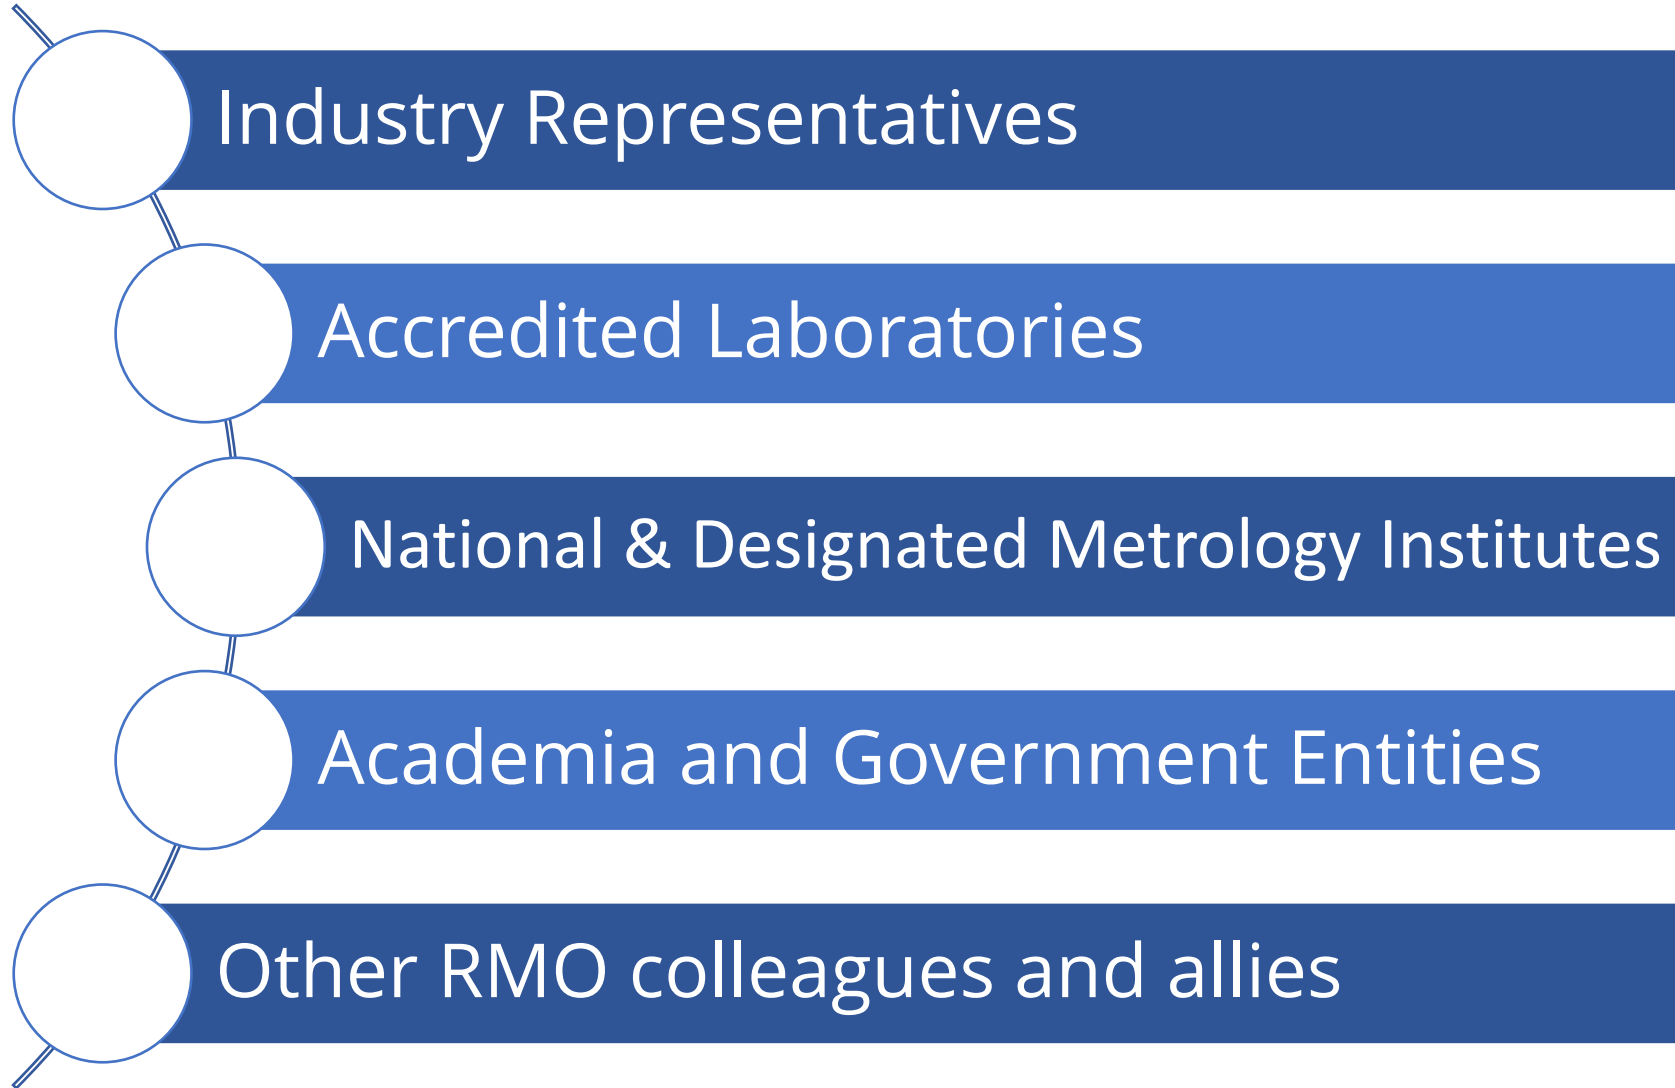 Industry Representatives
Accredited Laboratories
National & Designated Metrology Institutes
Academia and Government Entities
Other RMO colleagues and allies